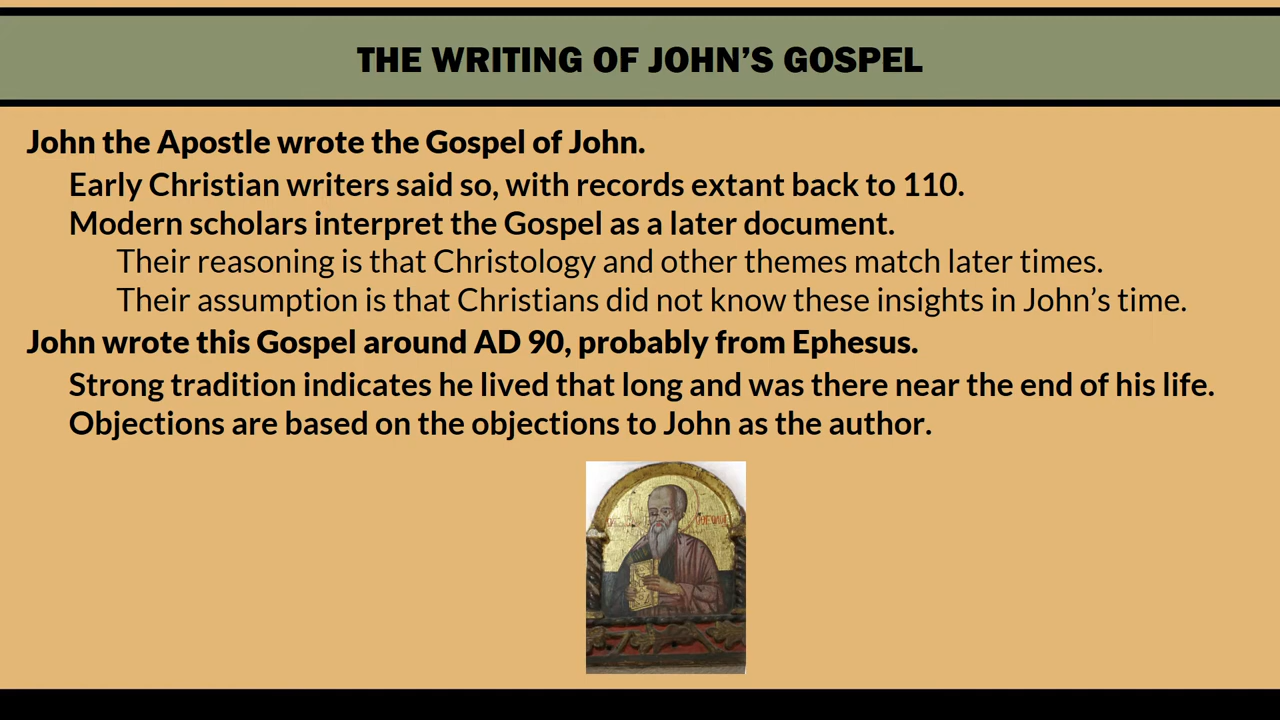 THE WRITING OF JOHN’S GOSPEL
John the Apostle wrote the Gospel of John.
Early Christian writers said so, with records extant back to 110.
Modern scholars interpret the Gospel as a later document.
Their reasoning is that Christology and other themes match later times.
Their assumption is that Christians did not know these insights in John’s time.
John wrote this Gospel around AD 90, probably from Ephesus.
Strong tradition indicates he lived that long and was there near the end of his life.
Objections are based on the objections to John as the author.